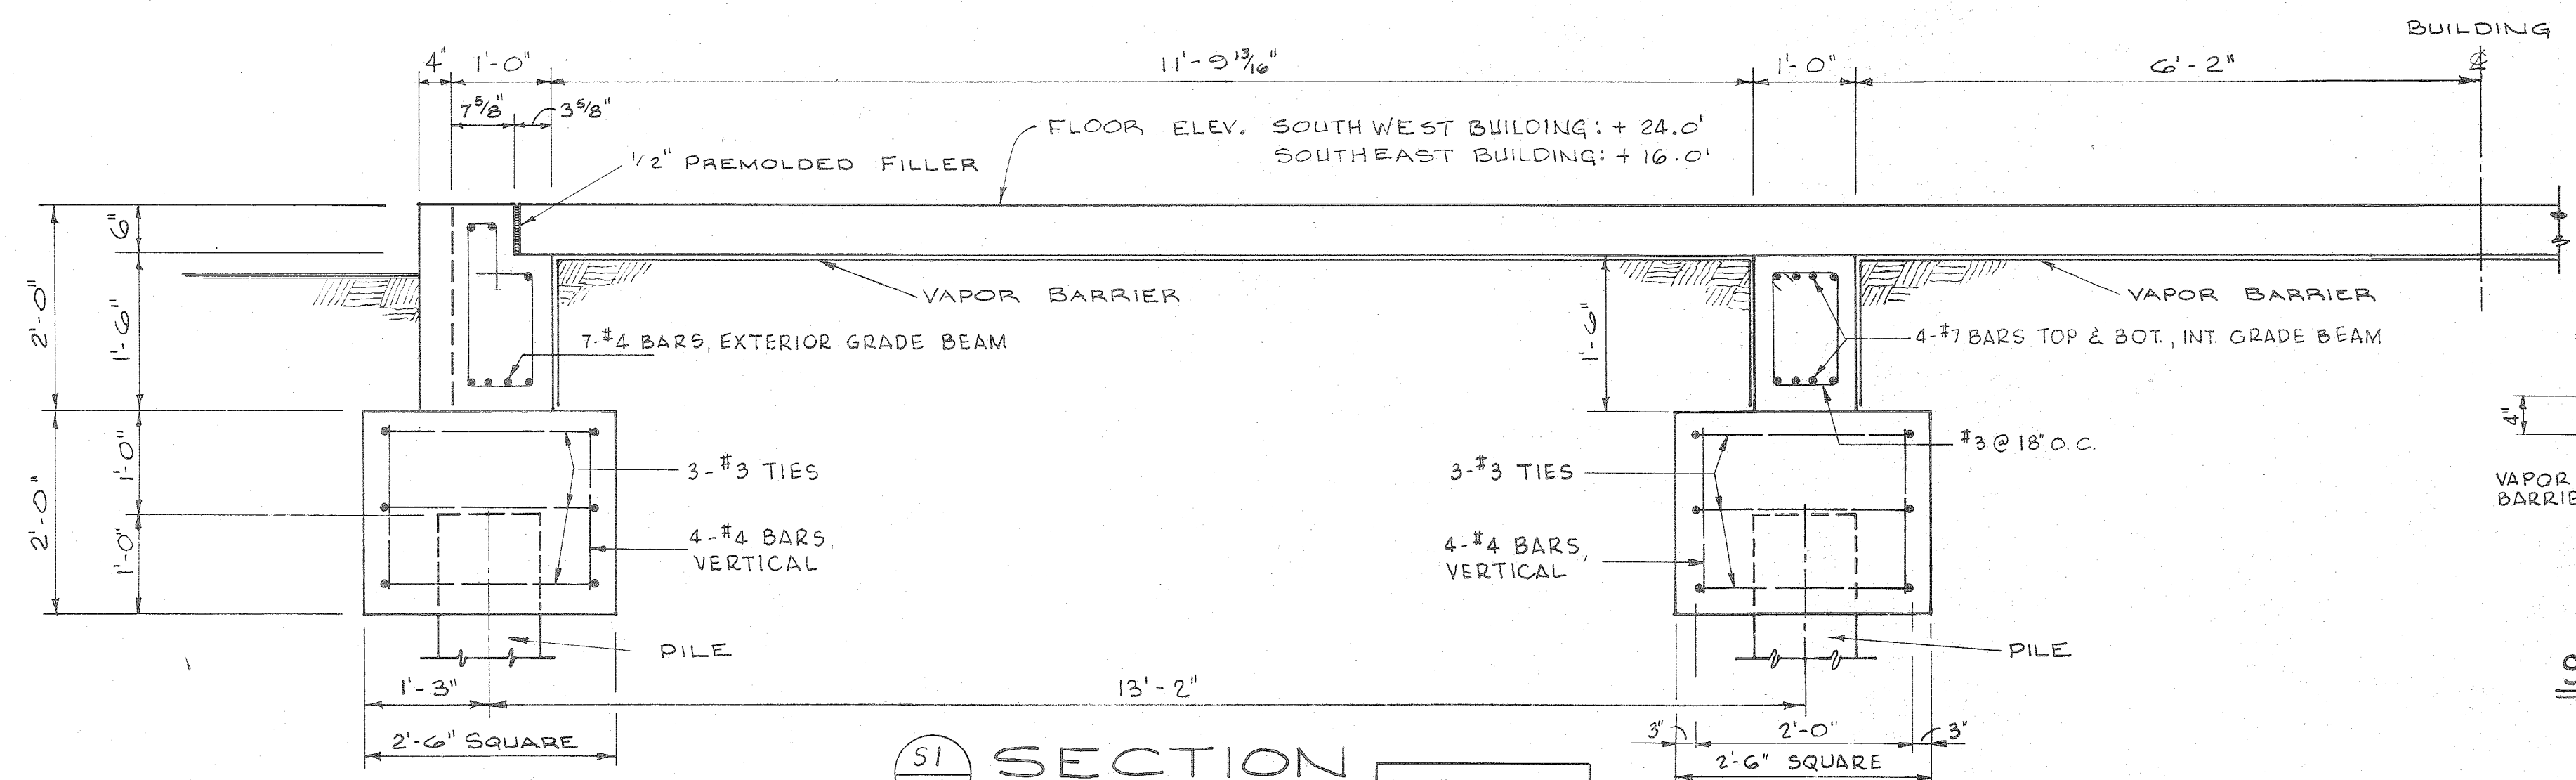 BUILDING
℄
4" 1'-0" 11'-9 13/16" 1'-0" 6'-2"
7 5/8" 3 5/8"
FLOOR ELEV. SOUTHWEST BUILDING: + 24.0'
SOUTHEAST BUILDING: + 16.0'
1/2" PREMOLDED FILLER
6"
2'-0"
1'-6"
VAPOR BARRIER
7-#4 BARS, EXTERIOR GRADE BEAM
1'-6"
VAPOR BARRIER
4-#7 BARS TOP & BOT., INT. GRADE BEAM
#3 @ 18" O.C.
4"
VAPOR
2'-0"
1'-0"
1'-0"
3-#3 TIES
4-#4 BARS,
VERTICAL
3-#3 TIES
4-#4 BARS,
VERTICAL
PILE
PILE
1'-3" 13'-2"
2'-6" SQUARE
3" 2'-0" 3"
2'-6" SQUARE
S1 SECTION